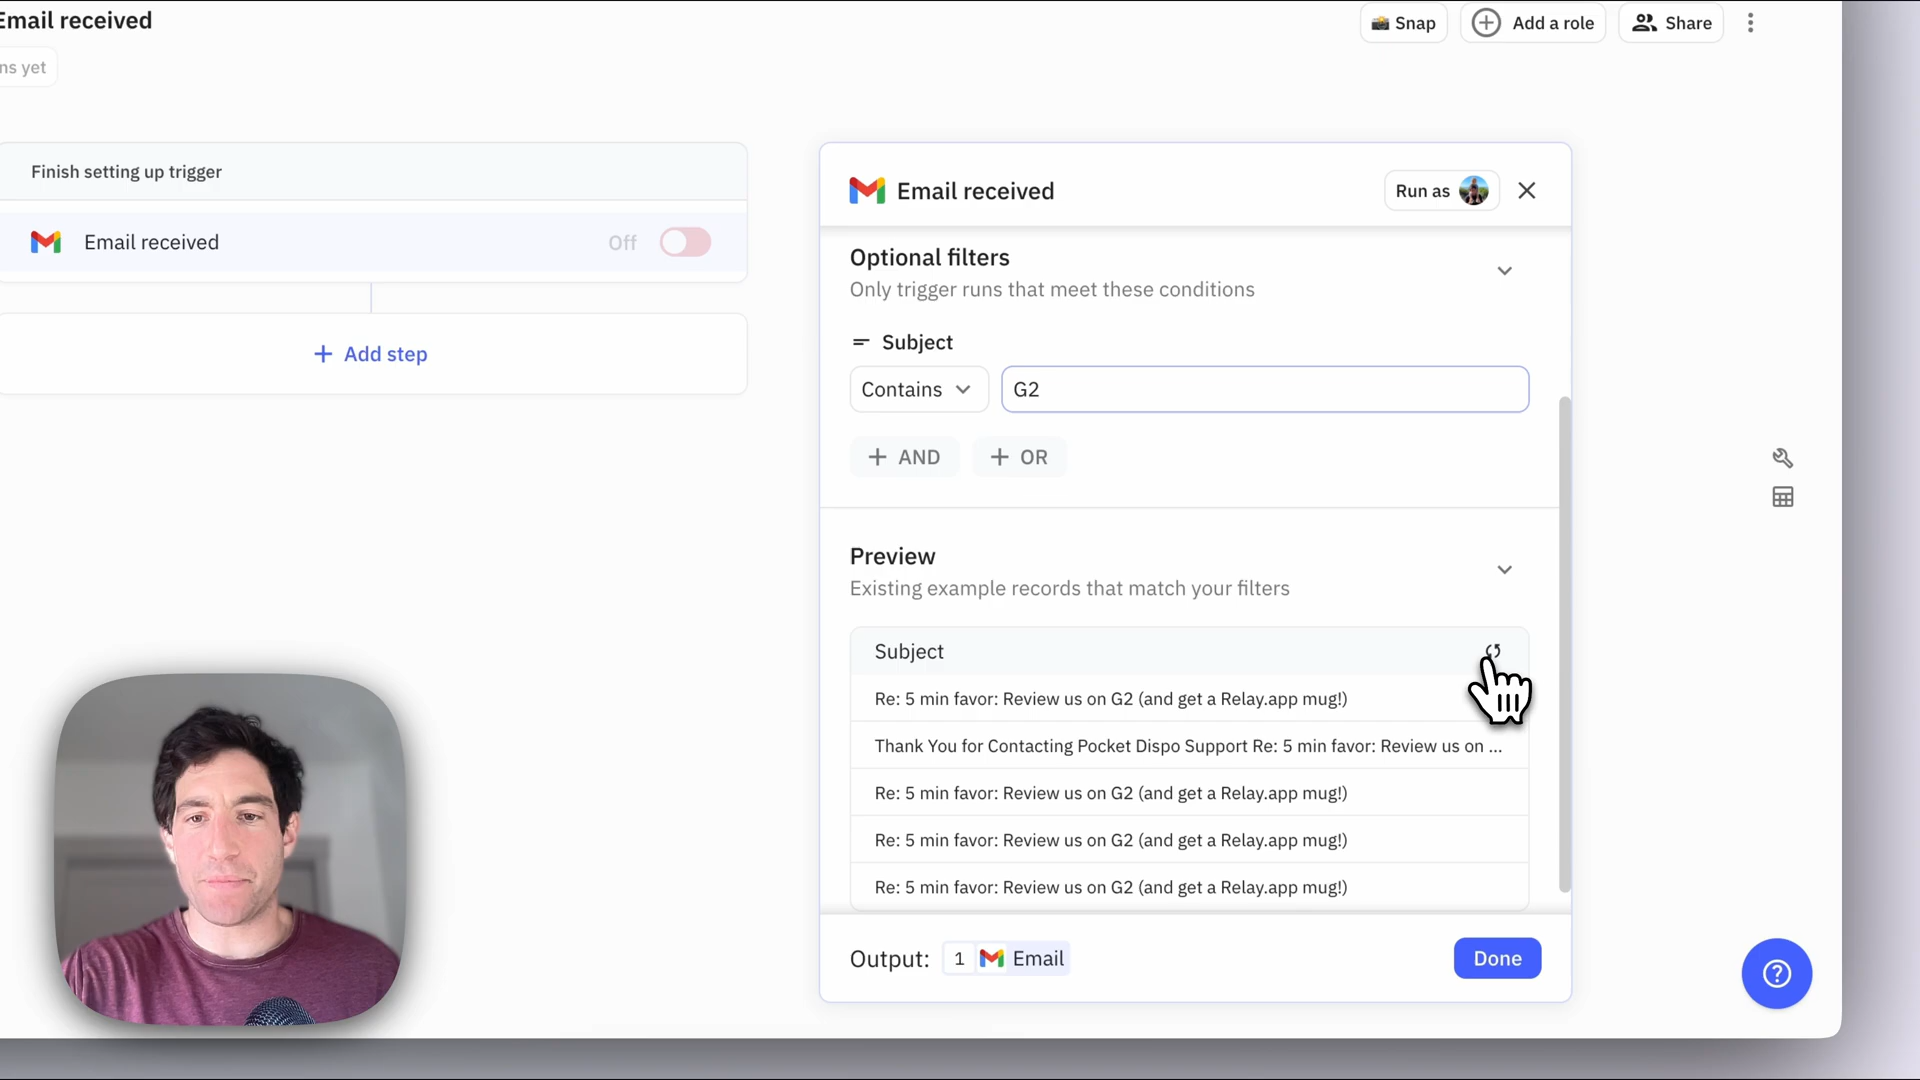 Email received
📸 Snap
Add a role
Share
ns yet
Finish setting up trigger
Email received
Off
+ Add step
Email received
Run as
Optional filters
Only trigger runs that meet these conditions
Subject
Contains
G2
+ AND
+ OR
Preview
Existing example records that match your filters
Subject
Re: 5 min favor: Review us on G2 (and get a Relay.app mug!)
Thank You for Contacting Pocket Dispo Support Re: 5 min favor: Review us on ...
Re: 5 min favor: Review us on G2 (and get a Relay.app mug!)
Re: 5 min favor: Review us on G2 (and get a Relay.app mug!)
Re: 5 min favor: Review us on G2 (and get a Relay.app mug!)
Output: 1 Email
Done